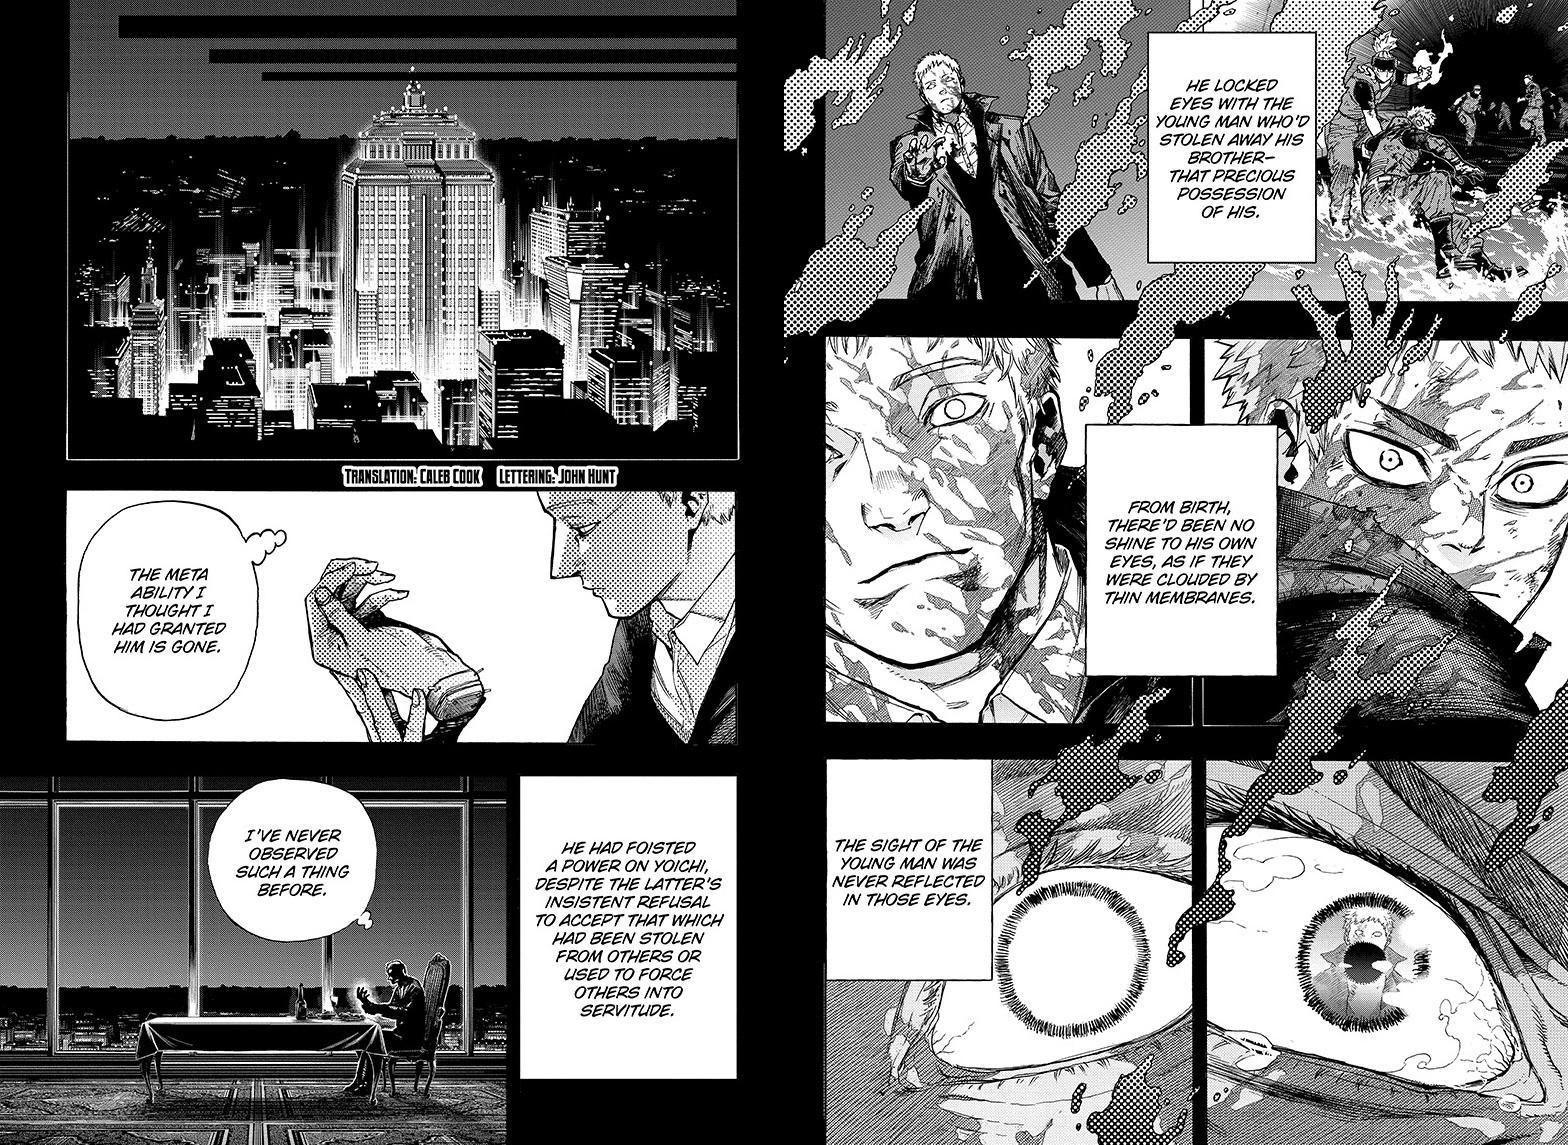 HE LOCKED
EYES WITH THE
YOUNG MAN WHO'D
STOLEN AWAY HIS
BROTHER–
THAT PRECIOUS
POSSESSION
OF HIS.
FROM BIRTH,
THERE'D BEEN NO
SHINE TO HIS OWN
EYES, AS IF THEY
WERE CLOUDED BY
THIN MEMBRANES.
THE SIGHT OF THE
YOUNG MAN WAS
NEVER REFLECTED
IN THOSE EYES.
TRANSLATION: CALEB COOK LETTERING: JOHN HUNT
THE META
ABILITY I
THOUGHT I
HAD GRANTED
HIM IS GONE.
HE HAD FOISTED
A POWER ON YOICHI,
DESPITE THE LATTER'S
INSISTENT REFUSAL
TO ACCEPT THAT WHICH
HAD BEEN STOLEN
FROM OTHERS OR
USED TO FORCE
OTHERS INTO
SERVITUDE.
I'VE NEVER
OBSERVED
SUCH A THING
BEFORE.